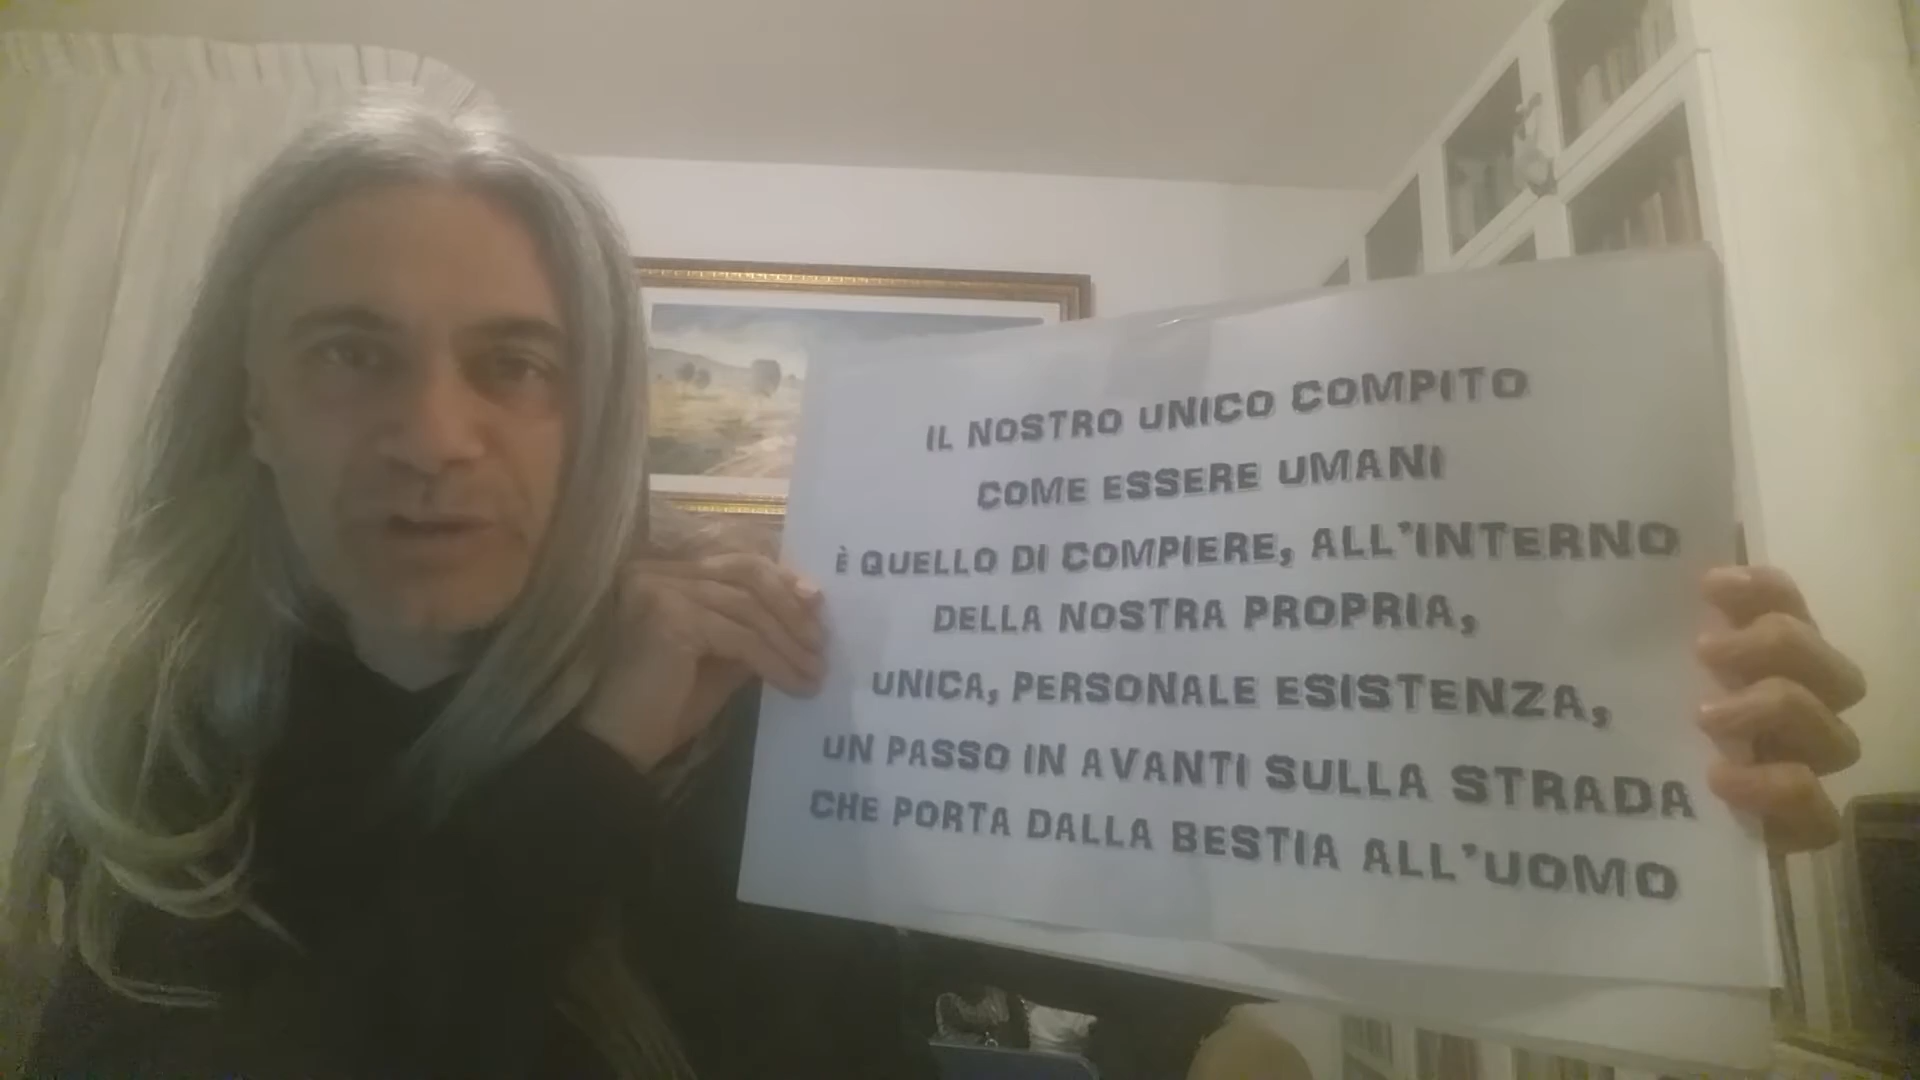 IL NOSTRO UNICO COMPITO
COME ESSERE UMANI
È QUELLO DI COMPIERE, ALL'INTERNO
DELLA NOSTRA PROPRIA,
UNICA, PERSONALE ESISTENZA,
UN PASSO IN AVANTI SULLA STRADA
CHE PORTA DALLA BESTIA ALL'UOMO